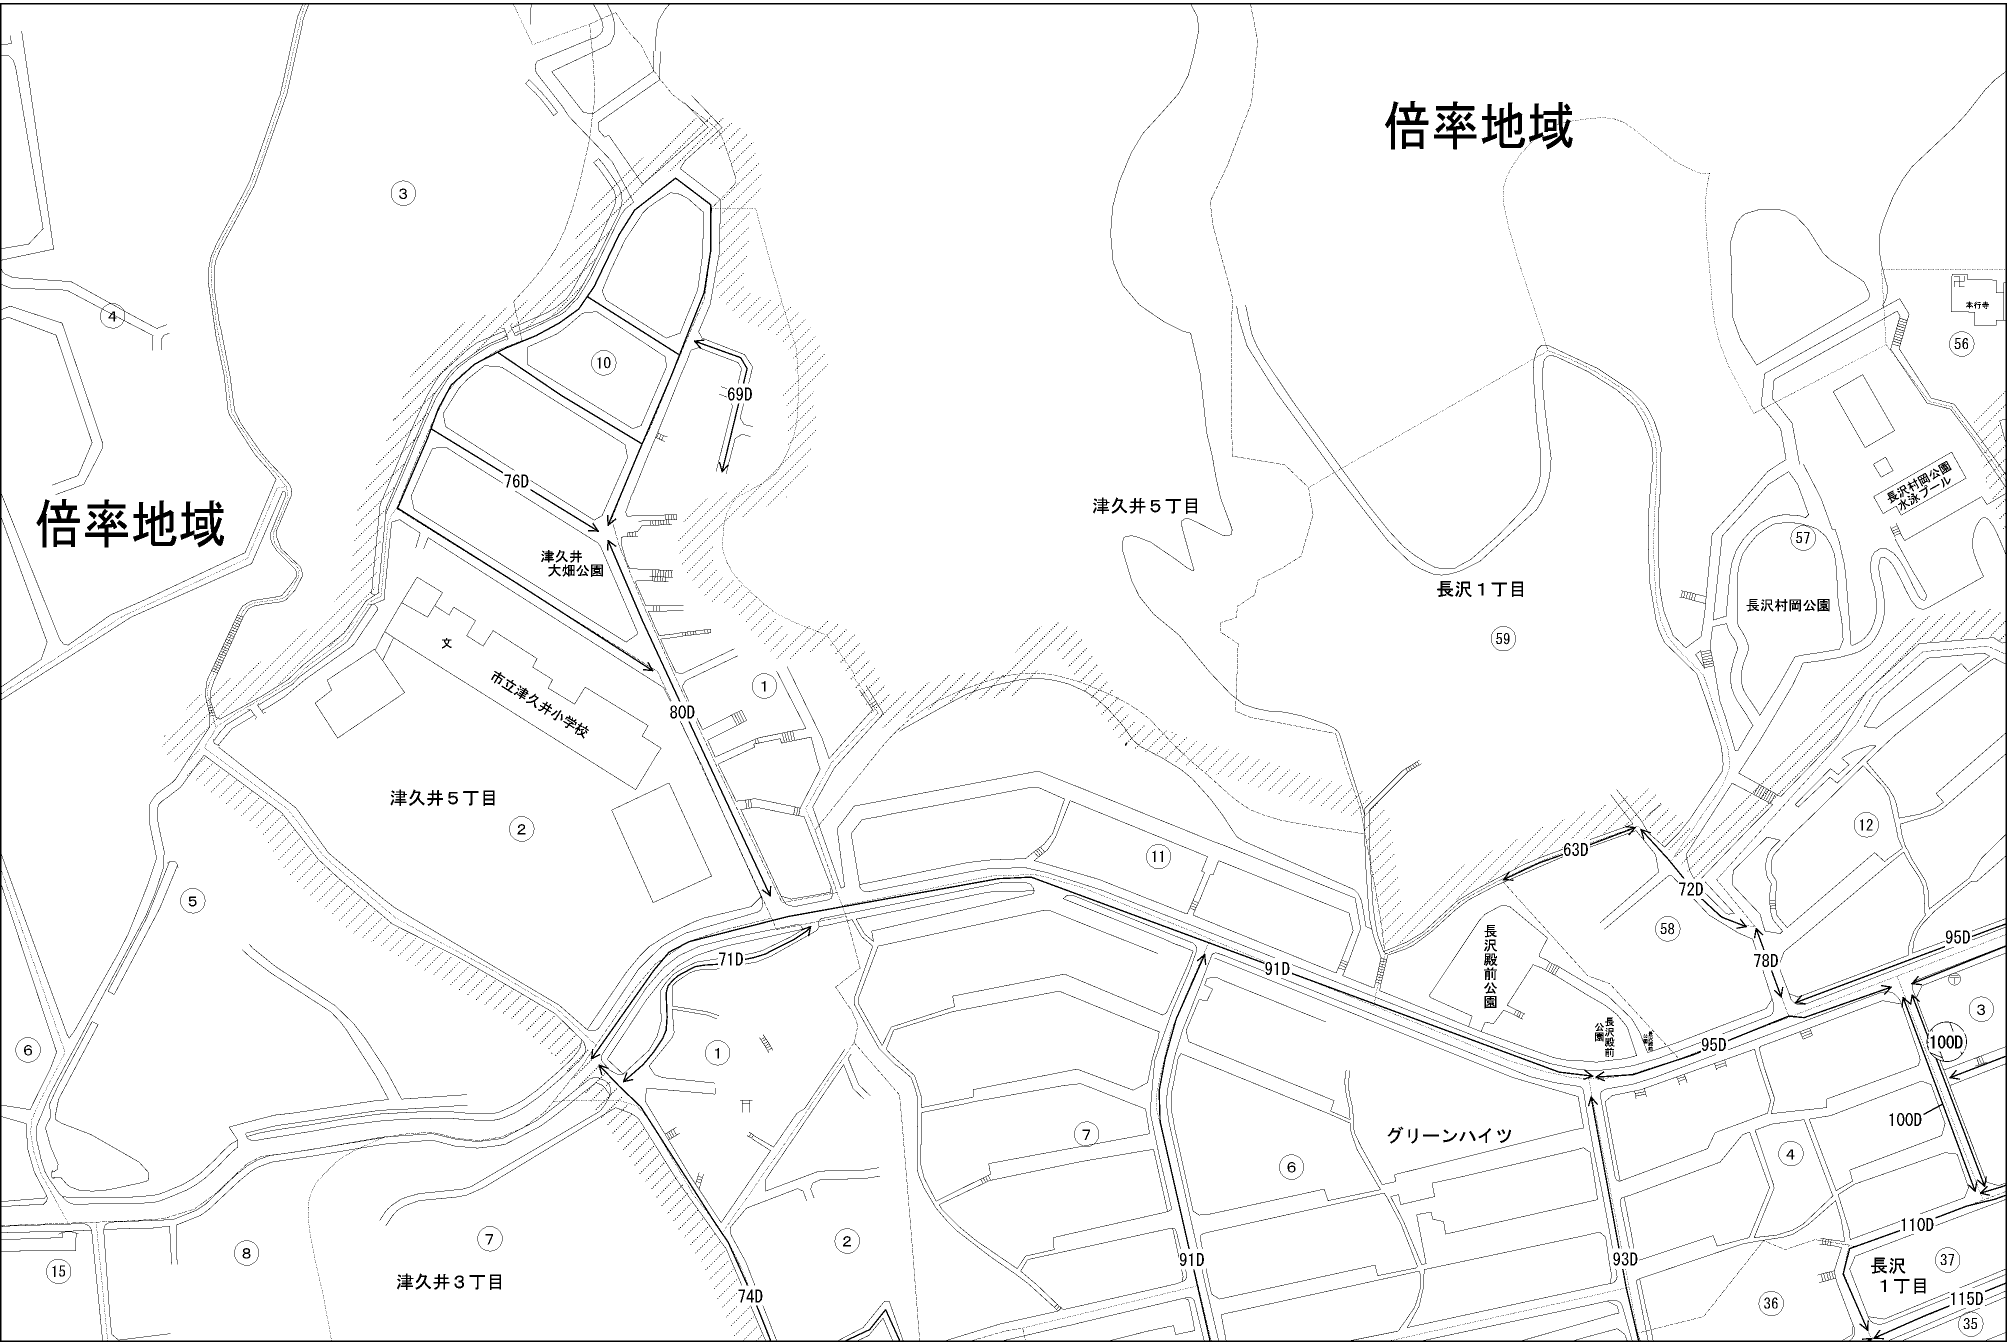 倍率地域
③
④
本行寺
56
⑩
69D
76D
倍率地域
長沢村岡公園
水泳プール
津久井５丁目
57
津久井
大畑公園
長沢１丁目
長沢村岡公園
文
59
市立津久井小学校
①
80D
津久井５丁目
②
12
11
63D
72D
⑤
58
長沢殿前公園
95D
71D
78D
91D
③
長沢殿前
公園
100D
95D
⑥
①
100D
グリーンハイツ
⑦
④
⑥
110D
⑦
②
⑧
91D
93D
37
長沢
１丁目
15
津久井３丁目
74D
36
115D
35